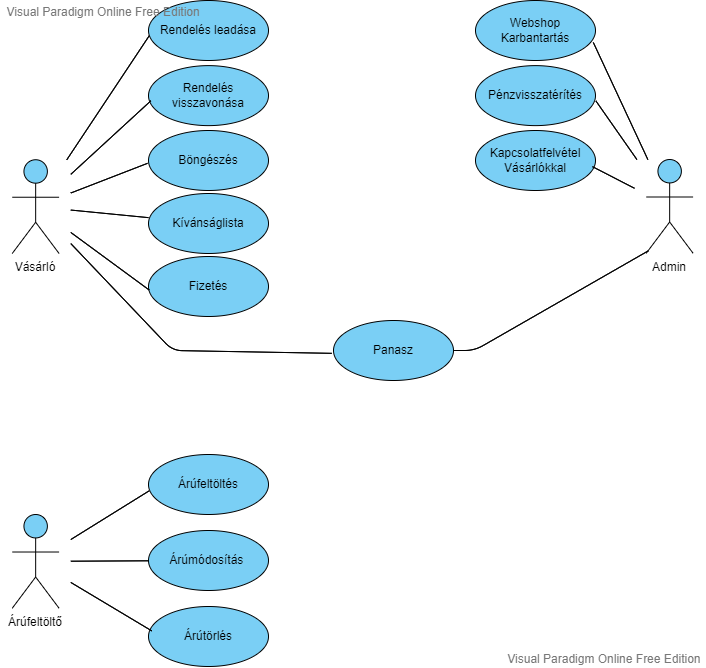 Visual Paradigm Online Free Edition
Rendelés leadása
Webshop
Karbantartás
Rendelés
visszavonása
Pénzvisszatérítés
Böngészés
Kapcsolatfelvétel
Vásárlókkal
Kívánságlista
Vásárló
Admin
Fizetés
Panasz
Árúfeltöltés
Árúmódosítás
Árúfeltöltő
Árútörlés
Visual Paradigm Online Free Edition